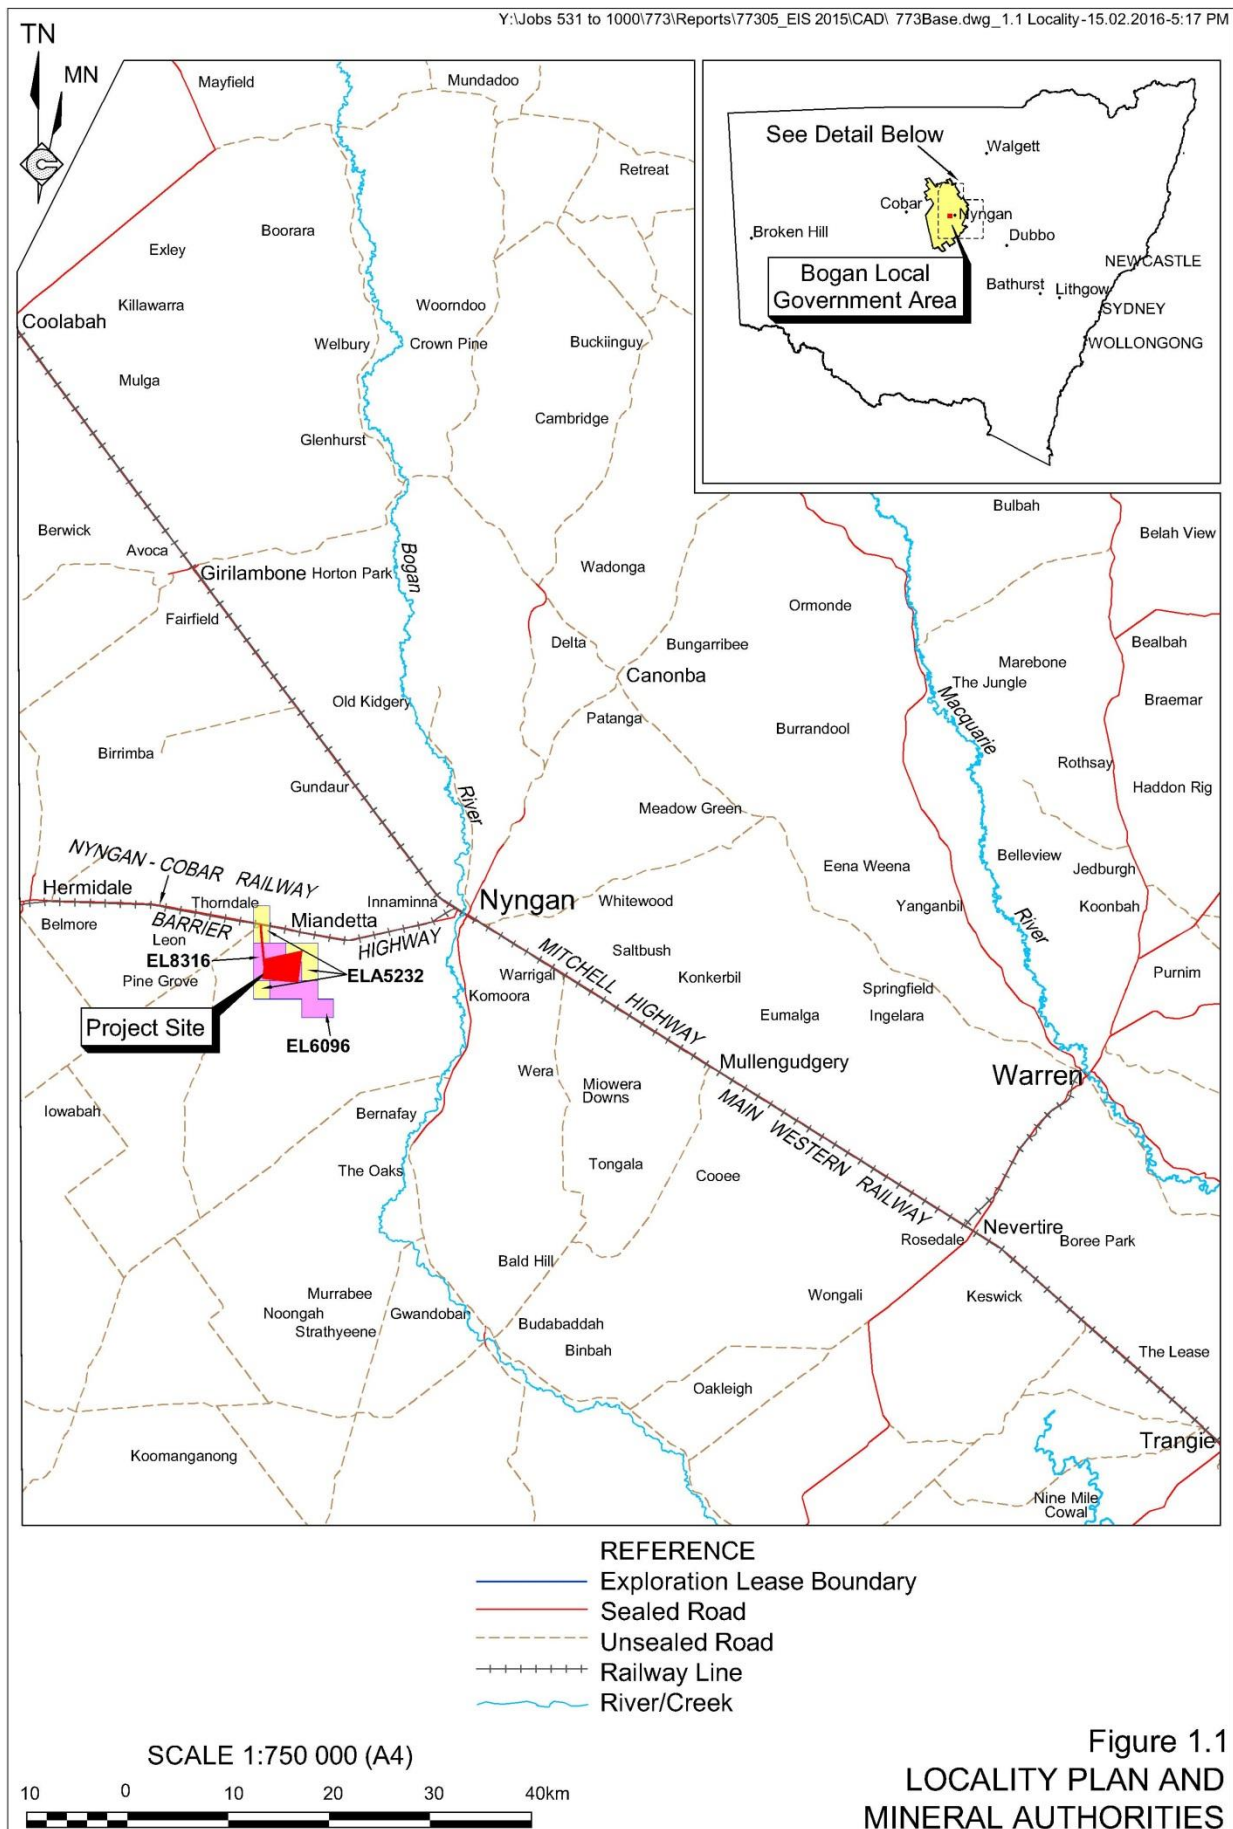 Y:\Jobs 531 to 1000\773\Reports\77305_EIS 2015\CAD\ 773Base.dwg_1.1 Locality-15.02.2016-5:17 PM
TN
MN
Mayfield
Mundadoo
Retreat
Boorara
Exley
Killawarra
Woorndoo
Coolabah
Welbury
Crown Pine
Buckiinguy
Mulga
Cambridge
Glenhurst
See Detail Below
Walgett
Cobar
Nyngan
Broken Hill
Dubbo
NEWCASTLE
Bogan Local
Government Area
Bathurst
Lithgow
SYDNEY
WOLLONGONG
Bulbah
Berwick
Belah View
Avoca
Bogan
Girilambone
Horton Park
Wadonga
Ormonde
Fairfield
Delta
Bungarribee
Bealbah
Marebone
Canonba
The Jungle
Old Kidgery
Macquarie
Braemar
Patanga
Burrandool
Birrimba
Rothsay
Gundaur
River
Haddon Rig
Meadow Green
NYNGAN - COBAR RAILWAY
Belleview
Eena Weena
Jedburgh
Hermidale
Thorndale
Innaminna
Nyngan
Whitewood
Yanganbil
Koonbah
Belmore
BARRIER
Miandetta
HIGHWAY
River
Leon
Saltbush
EL8316
ELA5232
MITCHELL HIGHWAY
Purnim
Pine Grove
Warrigal
Konkerbil
Komoora
Springfield
Project Site
Eumalga
Ingelara
EL6096
Mullengudgery
Wera
Warren
Miowera
Downs
Iowabah
Bernafay
MAIN WESTERN RAILWAY
The Oaks
Tongala
Cooee
Nevertire
Rosedale
Boree Park
Bald Hill
Murrabee
Wongali
Keswick
Noongah
Gwandobah
Strathyeene
Budabaddah
Binbah
The Lease
Oakleigh
Trangie
Koomanganong
Nine Mile
Cowal
REFERENCE
Exploration Lease Boundary
Sealed Road
Unsealed Road
Railway Line
River/Creek
SCALE 1:750 000 (A4)
10 0 10 20 30 40km
Figure 1.1
LOCALITY PLAN AND
MINERAL AUTHORITIES